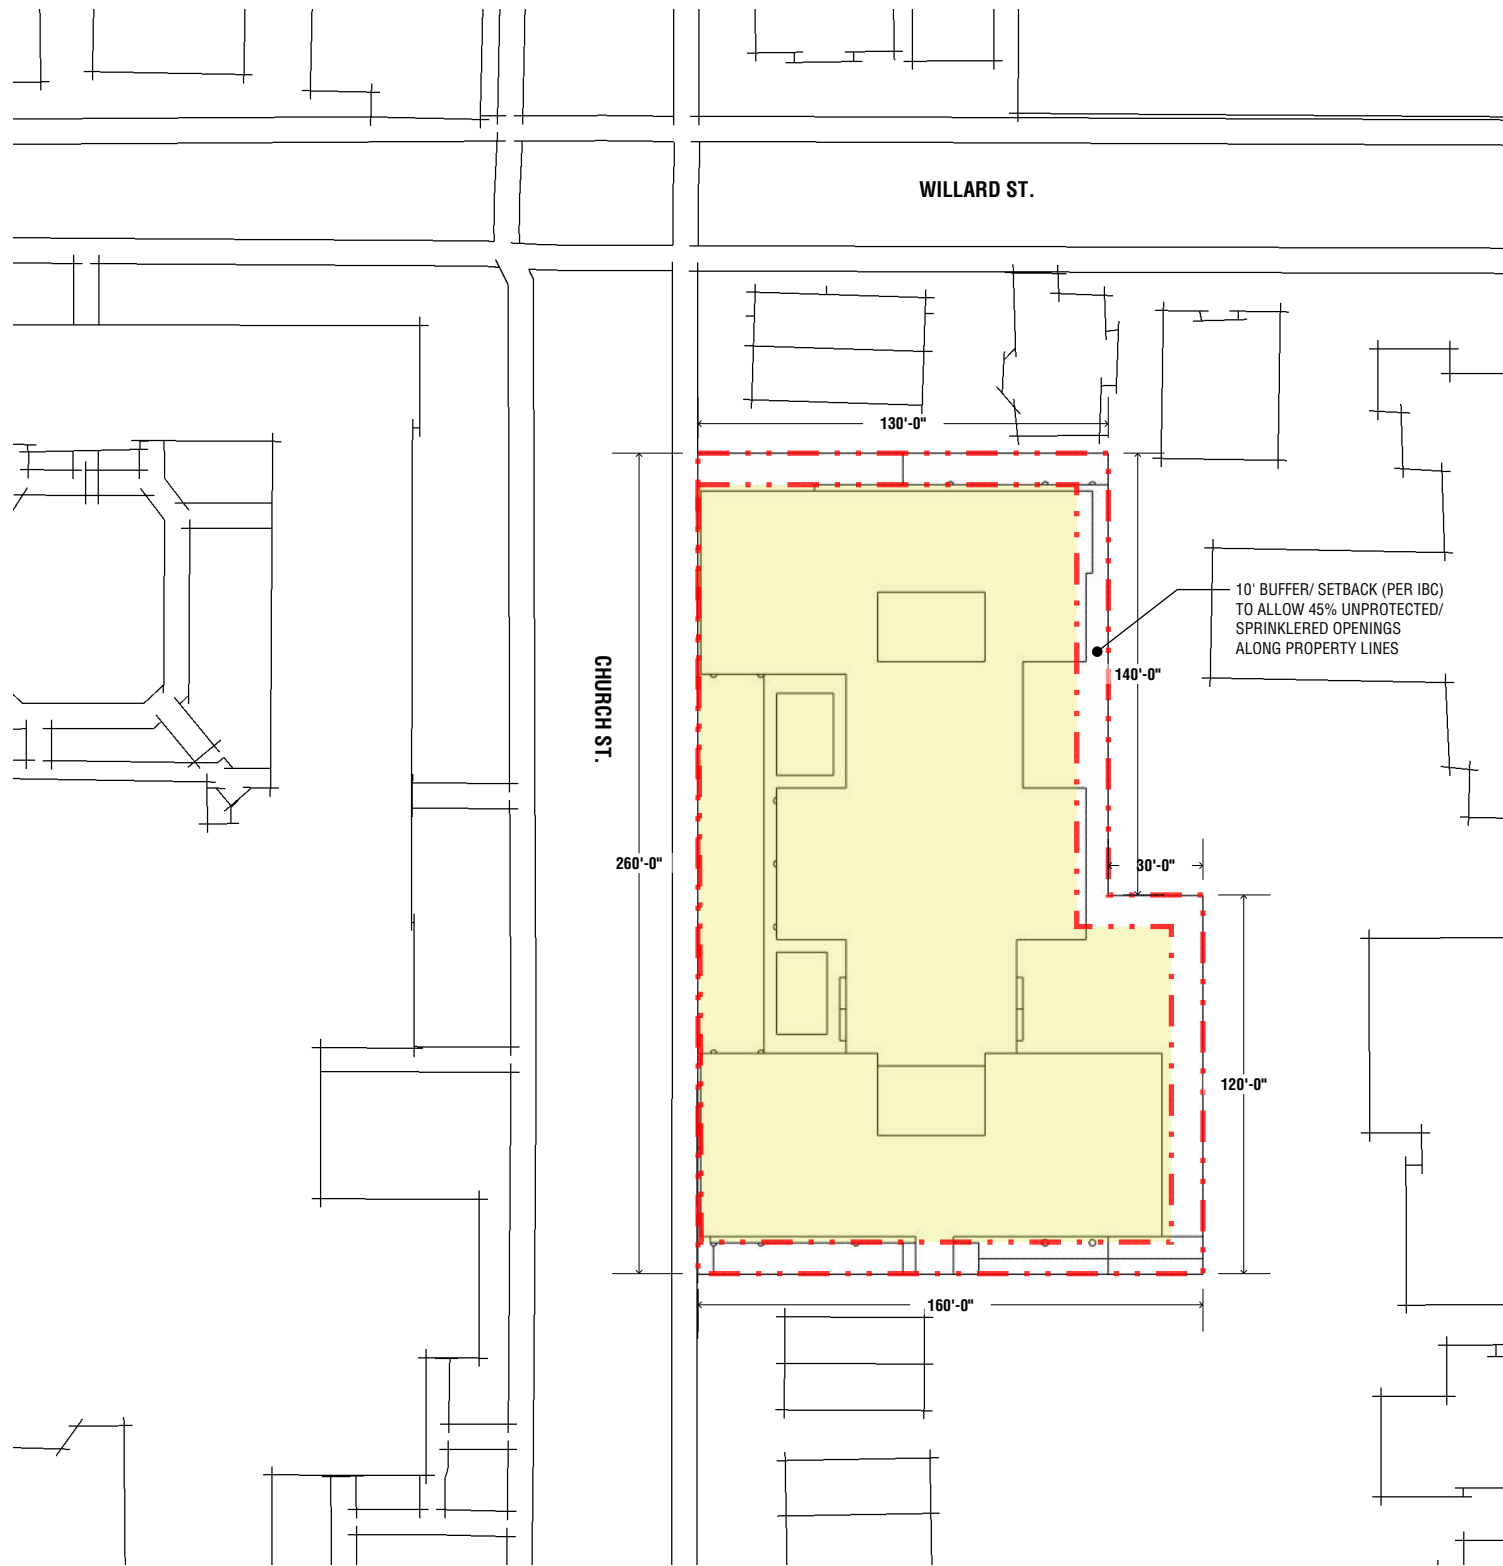 WILLARD ST.
130'-0"
10' BUFFER/ SETBACK (PER IBC)
TO ALLOW 45% UNPROTECTED/
SPRINKLERED OPENINGS
ALONG PROPERTY LINES
140'-0"
CHURCH ST.
260'-0"
30'-0"
120'-0"
160'-0"